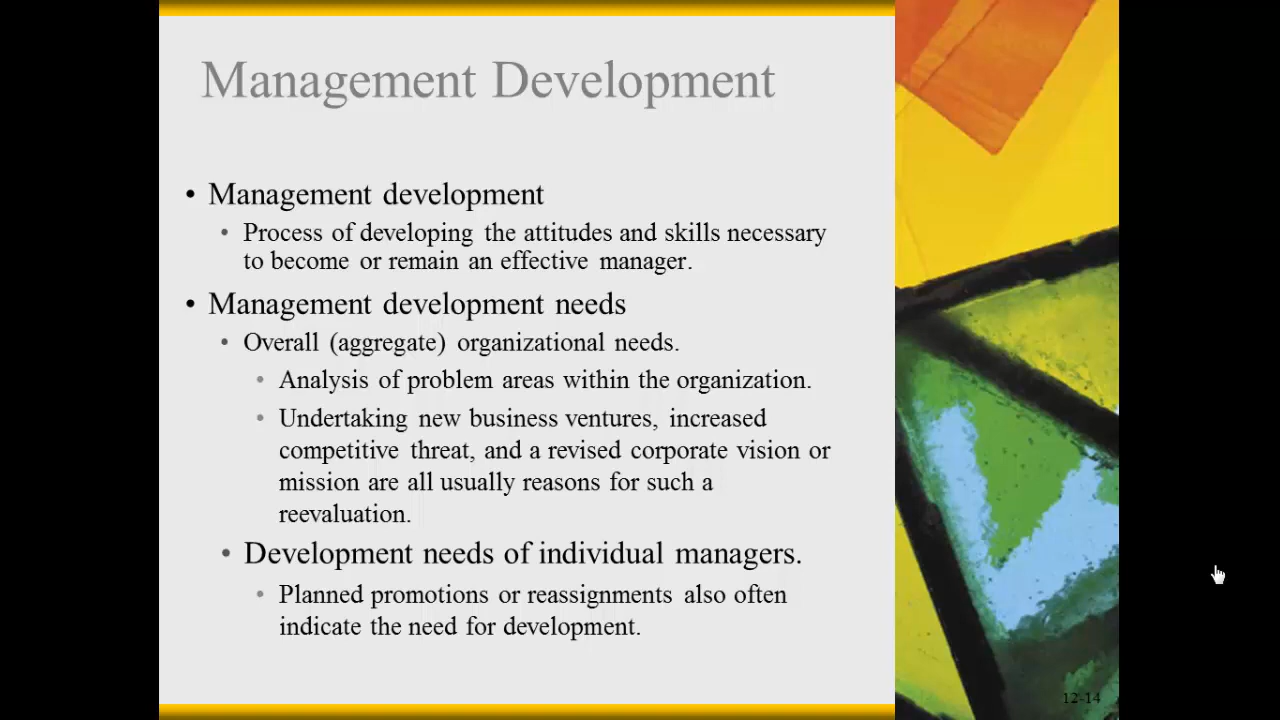 Management Development
• Management development
• Process of developing the attitudes and skills necessary
to become or remain an effective manager.
• Management development needs
• Overall (aggregate) organizational needs.
• Analysis of problem areas within the organization.
• Undertaking new business ventures, increased
competitive threat, and a revised corporate vision or
mission are all usually reasons for such a
reevaluation.
• Development needs of individual managers.
• Planned promotions or reassignments also often
indicate the need for development.
12-14